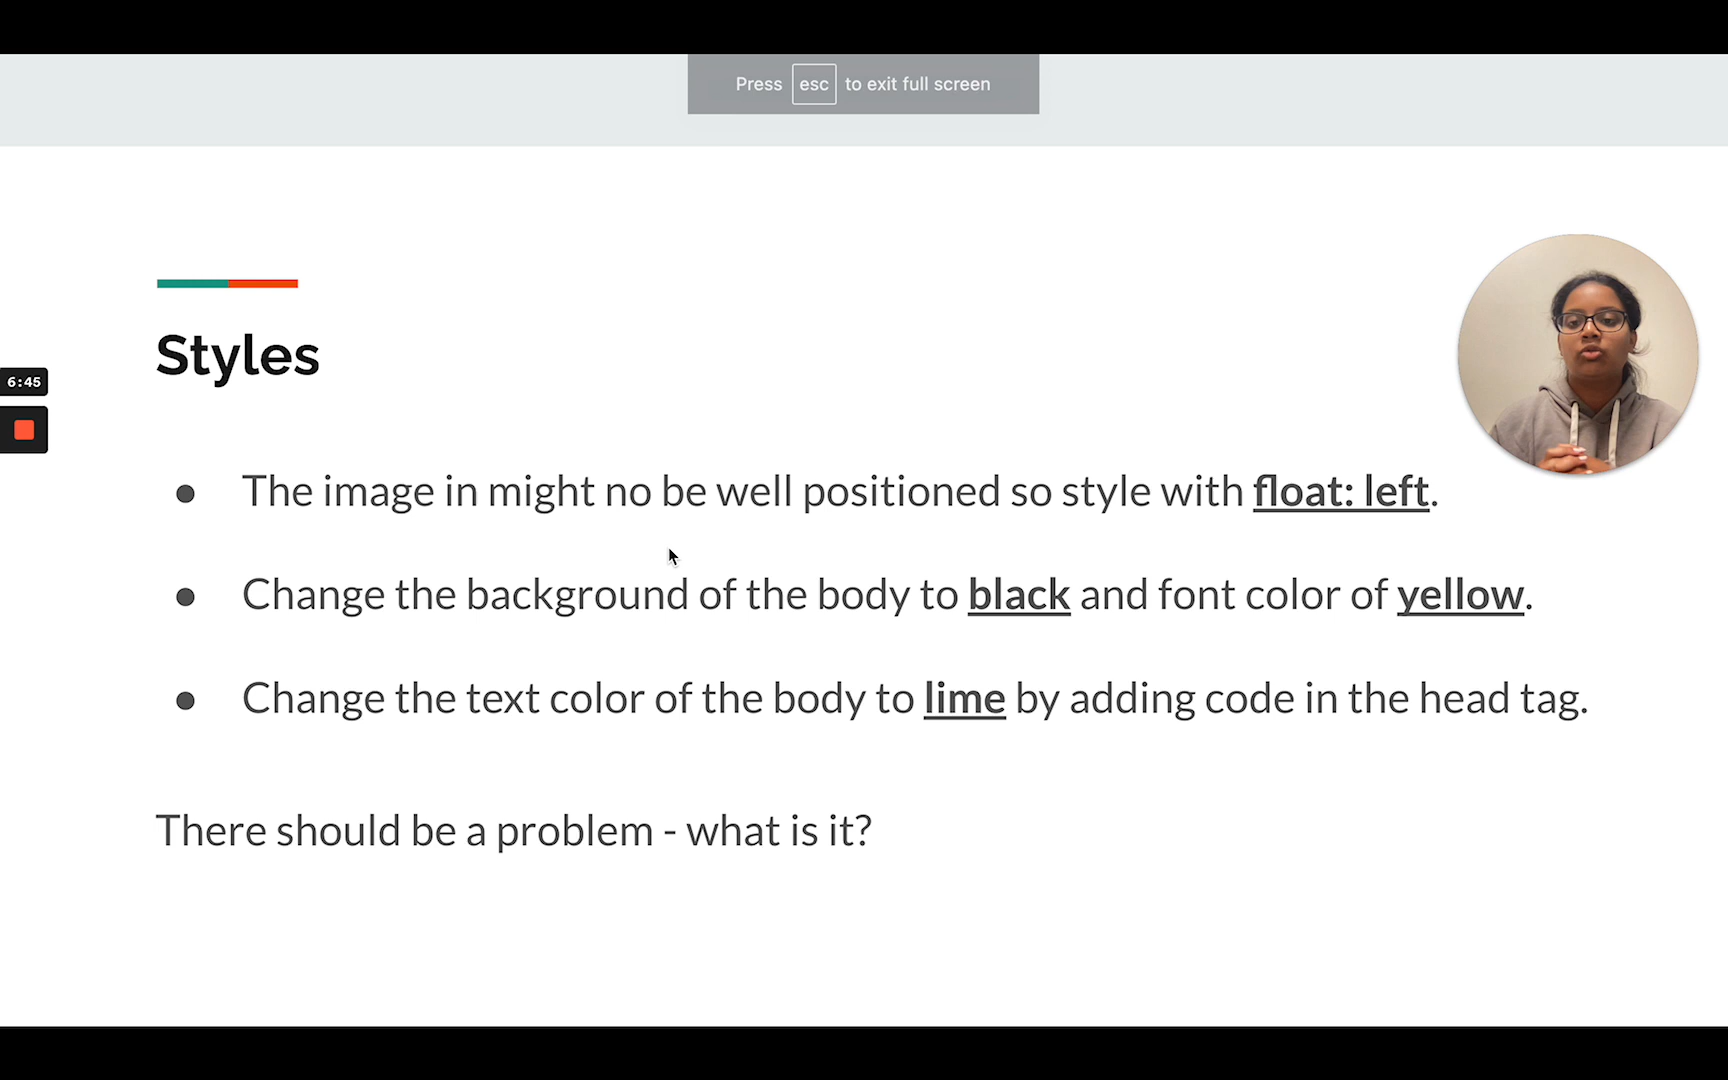 Press esc to exit full screen
Styles
6:45
● The image in might no be well positioned so style with float: left.
● Change the background of the body to black and font color of yellow.
● Change the text color of the body to lime by adding code in the head tag.
There should be a problem - what is it?